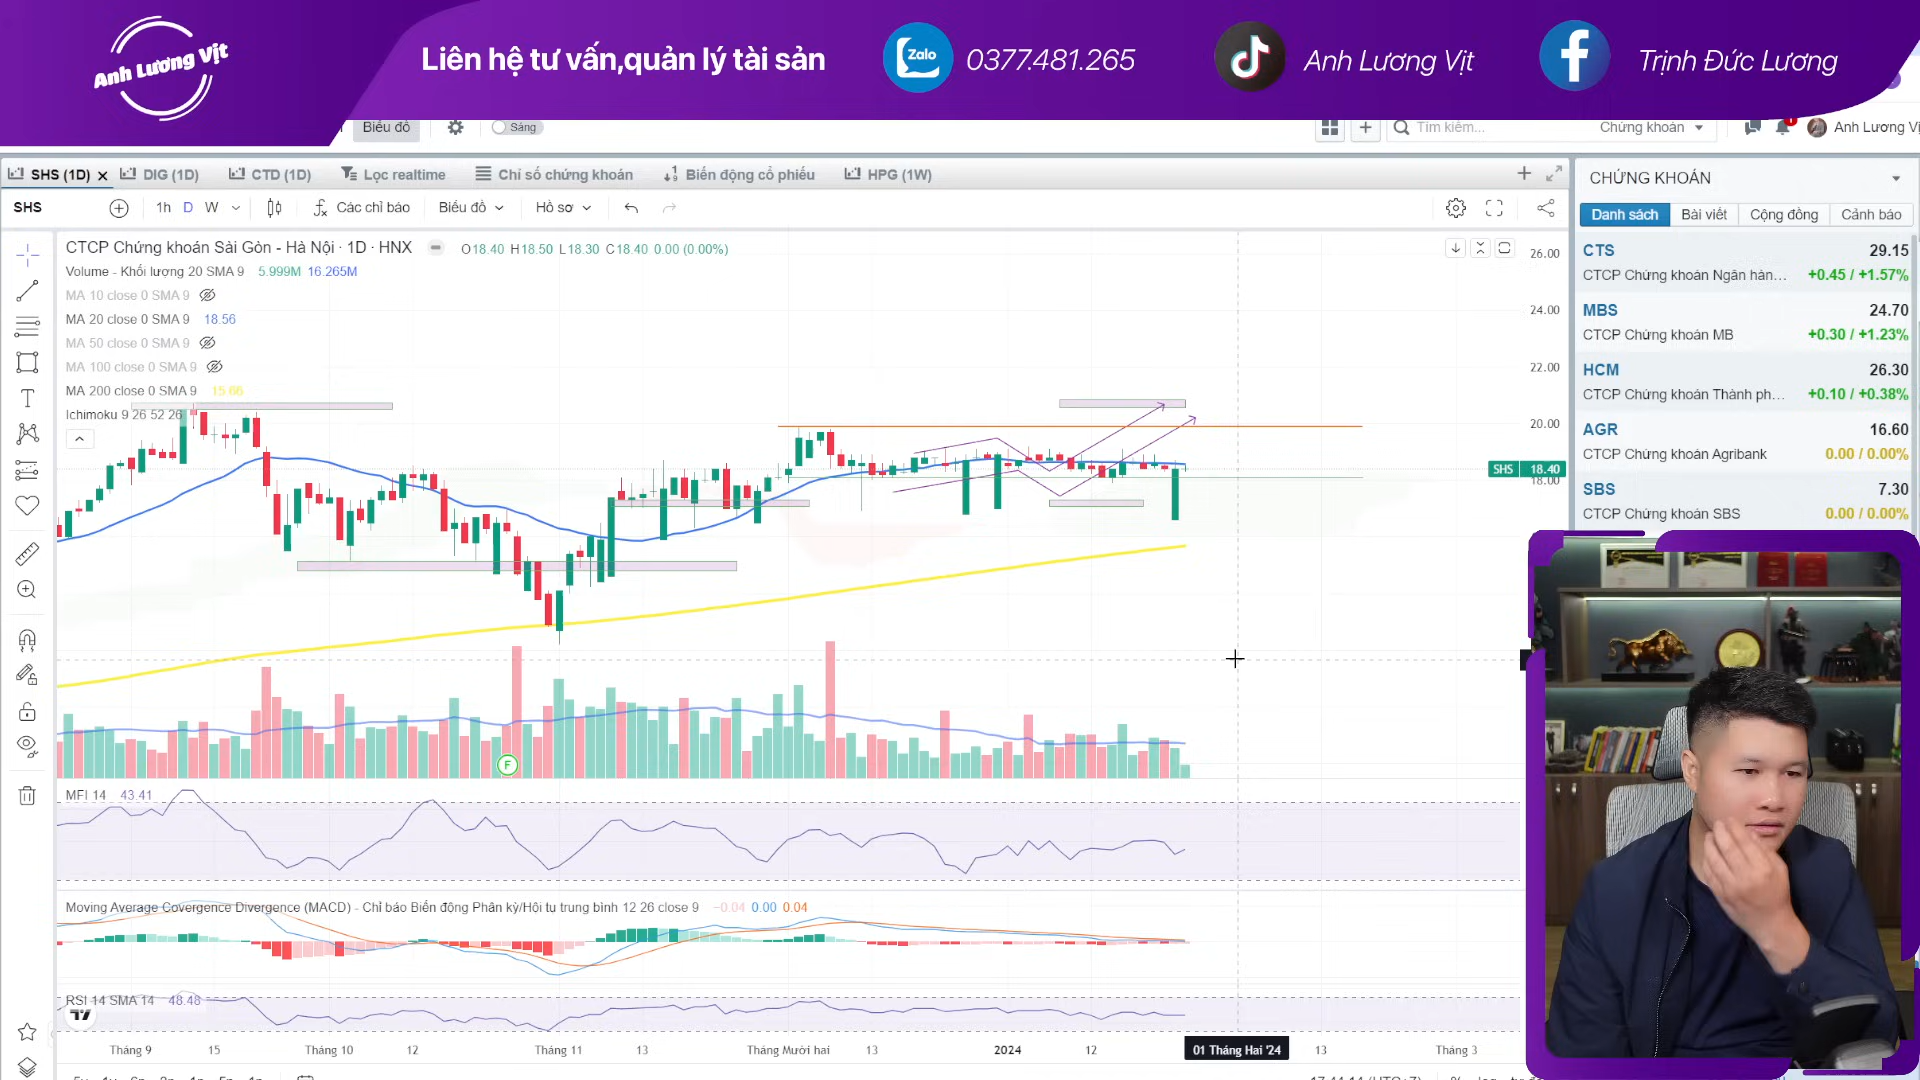 Anh Lương Vịt
Liên hệ tư vấn,quản lý tài sản
Zalo
0377.481.265
Anh Lương Vịt
Trịnh Đức Lương
Biểu đồ
Sáng
Tìm kiếm...
Chứng khoán
Anh Lương Vị
SHS (1D)
DIG (1D)
CTD (1D)
Lọc realtime
Chỉ số chứng khoán
Biến động cổ phiếu
HPG (1W)
SHS
1h
D
W
Các chỉ báo
Biểu đồ
Hồ sơ
CTCP Chứng khoán Sài Gòn - Hà Nội · 1D · HNX
O18.40 H18.50 L18.30 C18.40 0.00 (0.00%)
Volume - Khối lượng 20 SMA 9 5.999M 16.265M
MA 10 close 0 SMA 9
MA 20 close 0 SMA 9 18.56
MA 50 close 0 SMA 9
MA 100 close 0 SMA 9
MA 200 close 0 SMA 9 15.66
Ichimoku 9 26 52 26
26.00
24.00
22.00
20.00
SHS 18.40
18.00
F
MFI 14 43.41
Moving Average Covergence Divergence (MACD) - Chỉ báo Biến động Phân kỳ/Hội tụ trung bình 12 26 close 9 −0.04 0.00 0.04
RSI 14 SMA 14 48.48
Tháng 9
15
Tháng 10
12
Tháng 11
13
Tháng Mười hai
13
2024
12
01 Tháng Hai '24
13
Tháng 3
CHỨNG KHOÁN
Danh sách
Bài viết
Cộng đồng
Cảnh báo
CTS 29.15
CTCP Chứng khoán Ngân hàn... +0.45 / +1.57%
MBS 24.70
CTCP Chứng khoán MB +0.30 / +1.23%
HCM 26.30
CTCP Chứng khoán Thành ph... +0.10 / +0.38%
AGR 16.60
CTCP Chứng khoán Agribank 0.00 / 0.00%
SBS 7.30
CTCP Chứng khoán SBS 0.00 / 0.00%